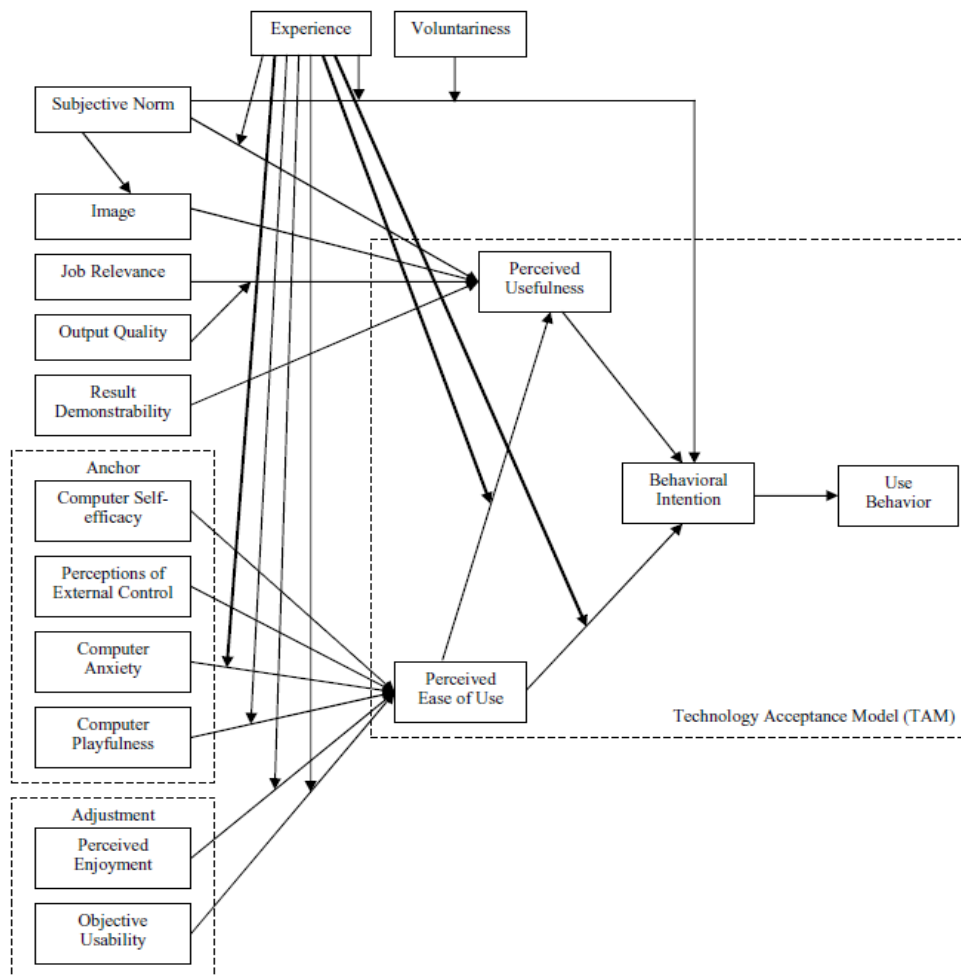 Experience
Voluntariness
Subjective Norm
Image
Job Relevance
Output Quality
Result
Demonstrability
Perceived
Usefulness
Anchor
Computer Self-
efficacy
Perceptions of
External Control
Computer
Anxiety
Computer
Playfulness
Behavioral
Intention
Use
Behavior
Perceived
Ease of Use
Technology Acceptance Model (TAM)
Adjustment
Perceived
Enjoyment
Objective
Usability